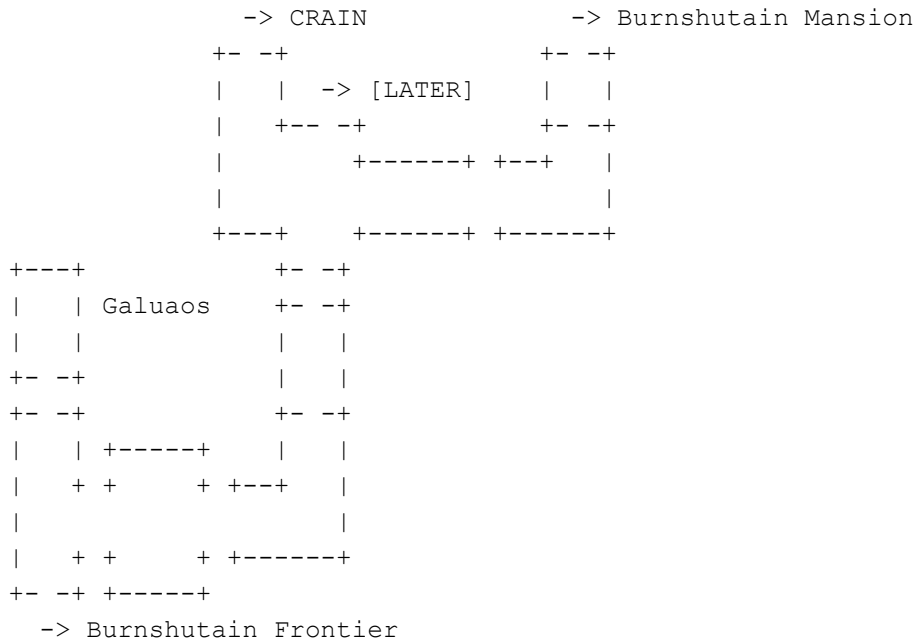 -> CRAIN -> Burnshutain Mansion
+- -+ +- -+
| | -> [LATER] | |
| +-- -+ +- -+
| +------+ +--+ |
| |
+---+ +------+ +------+
+---+ +- -+
| | Galuaos +- -+
| | | |
+- -+ | |
+- -+ +- -+
| | +-----+ | |
| + + + +--+ |
| |
| + + + +------+
+- -+ +-----+
-> Burnshutain Frontier